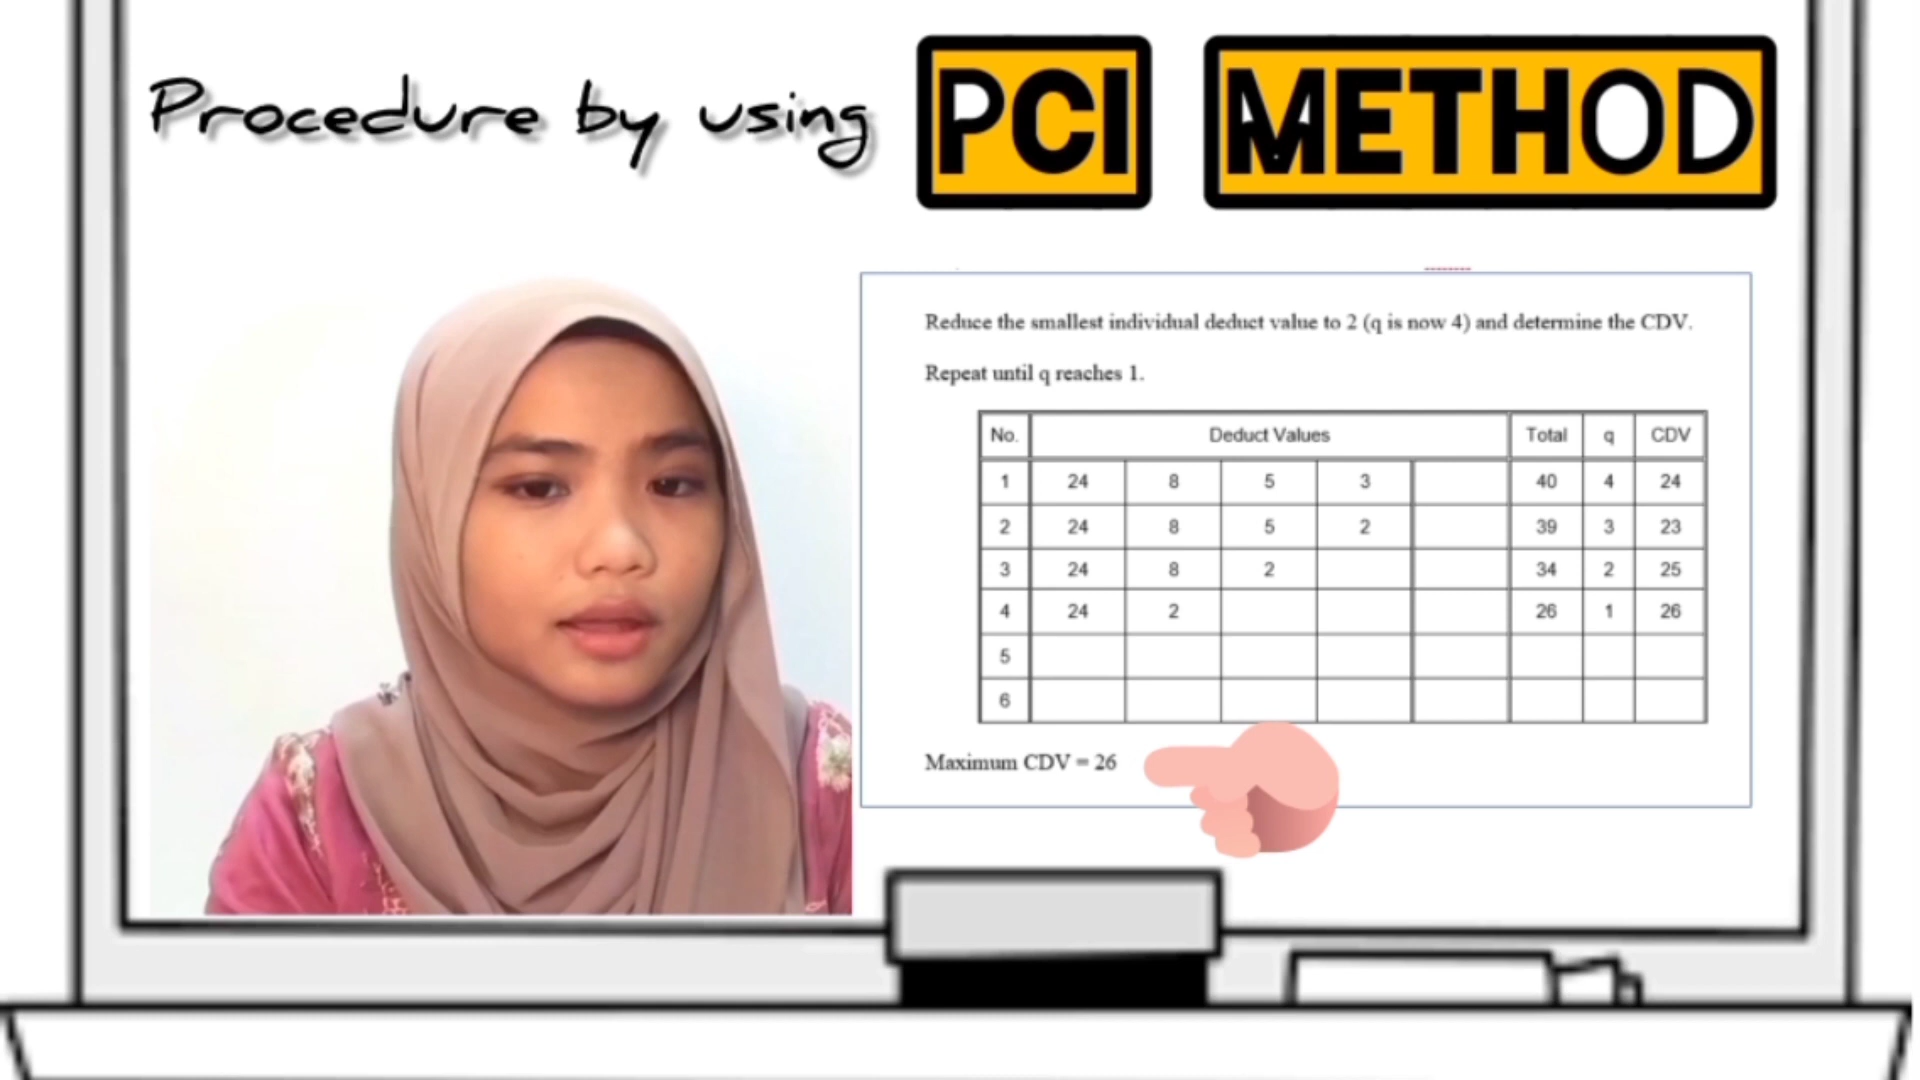 Procedure by using PCI METHOD
Reduce the smallest individual deduct value to 2 (q is now 4) and determine the CDV.
Repeat until q reaches 1.
No. Deduct Values Total q CDV
1 24 8 5 3 40 4 24
2 24 8 5 2 39 3 23
3 24 8 2 34 2 25
4 24 2 26 1 26
5
6
Maximum CDV = 26